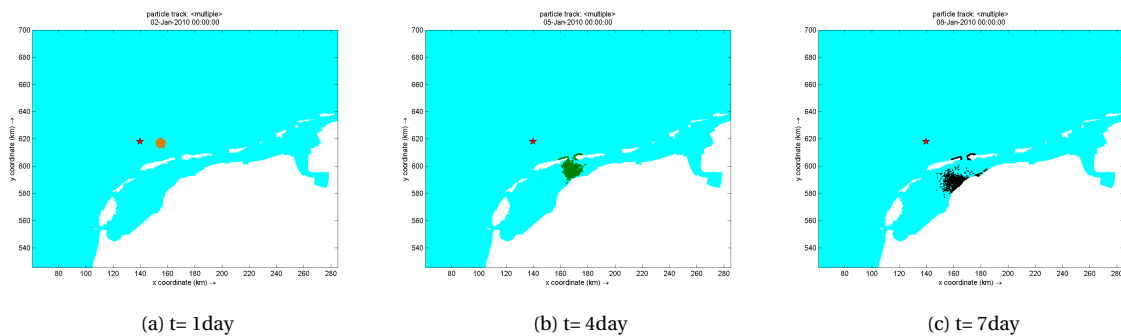 particle track: <multiple>
02-Jan-2010 00:00:00
700
680
660
640
620
600
580
560
540
y coordinate (km) →
80 100 120 140 160 180 200 220 240 260 280
x coordinate (km) →
(a) t= 1day
particle track: <multiple>
05-Jan-2010 00:00:00
700
680
660
640
620
600
580
560
540
y coordinate (km) →
80 100 120 140 160 180 200 220 240 260 280
x coordinate (km) →
(b) t= 4day
particle track: <multiple>
08-Jan-2010 00:00:00
700
680
660
640
620
600
580
560
540
y coordinate (km) →
80 100 120 140 160 180 200 220 240 260 280
x coordinate (km) →
(c) t= 7day